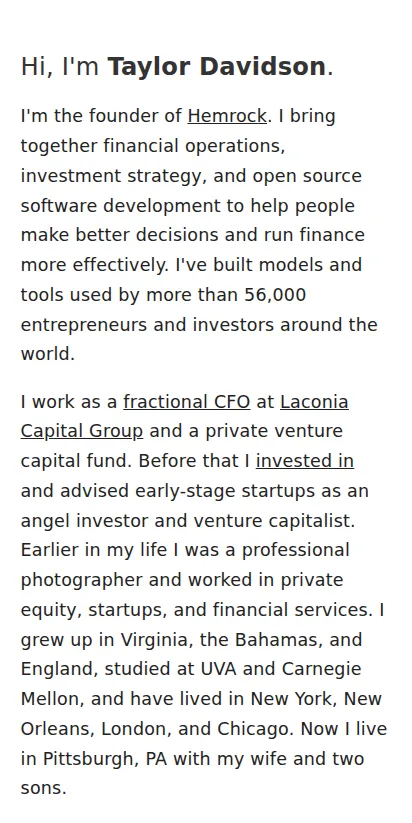 Hi, I'm Taylor Davidson.
I'm the founder of Hemrock. I bring
together financial operations,
investment strategy, and open source
software development to help people
make better decisions and run finance
more effectively. I've built models and
tools used by more than 56,000
entrepreneurs and investors around the
world.
I work as a fractional CFO at Laconia
Capital Group and a private venture
capital fund. Before that I invested in
and advised early-stage startups as an
angel investor and venture capitalist.
Earlier in my life I was a professional
photographer and worked in private
equity, startups, and financial services. I
grew up in Virginia, the Bahamas, and
England, studied at UVA and Carnegie
Mellon, and have lived in New York, New
Orleans, London, and Chicago. Now I live
in Pittsburgh, PA with my wife and two
sons.